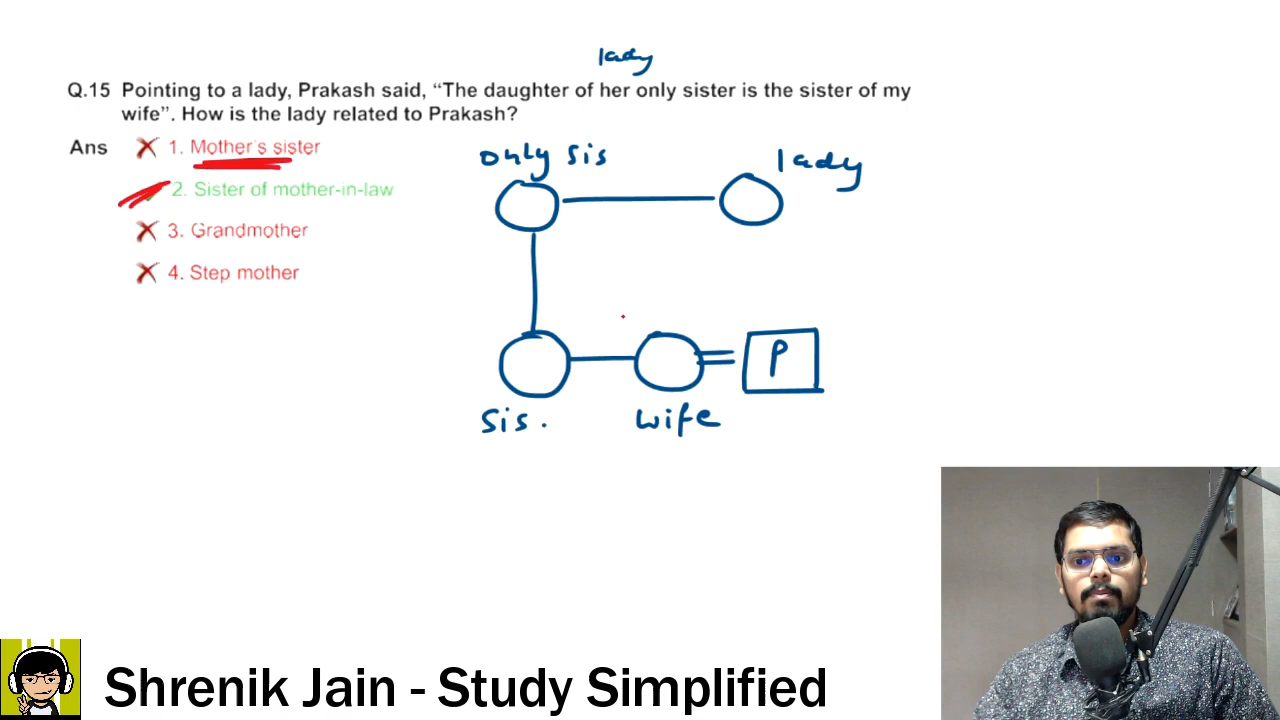 lady
Q.15 Pointing to a lady, Prakash said, “The daughter of her only sister is the sister of my
wife”. How is the lady related to Prakash?
Ans 1. Mother's sister
2. Sister of mother-in-law
3. Grandmother
4. Step mother
only sis
lady
P
sis.
wife
Shrenik Jain - Study Simplified